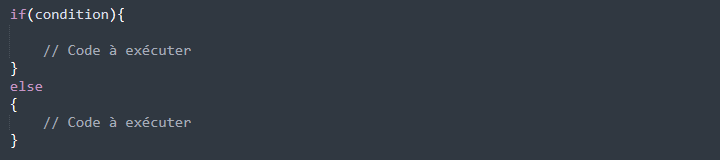 if(condition){
// Code à exécuter
}
else
{
// Code à exécuter
}